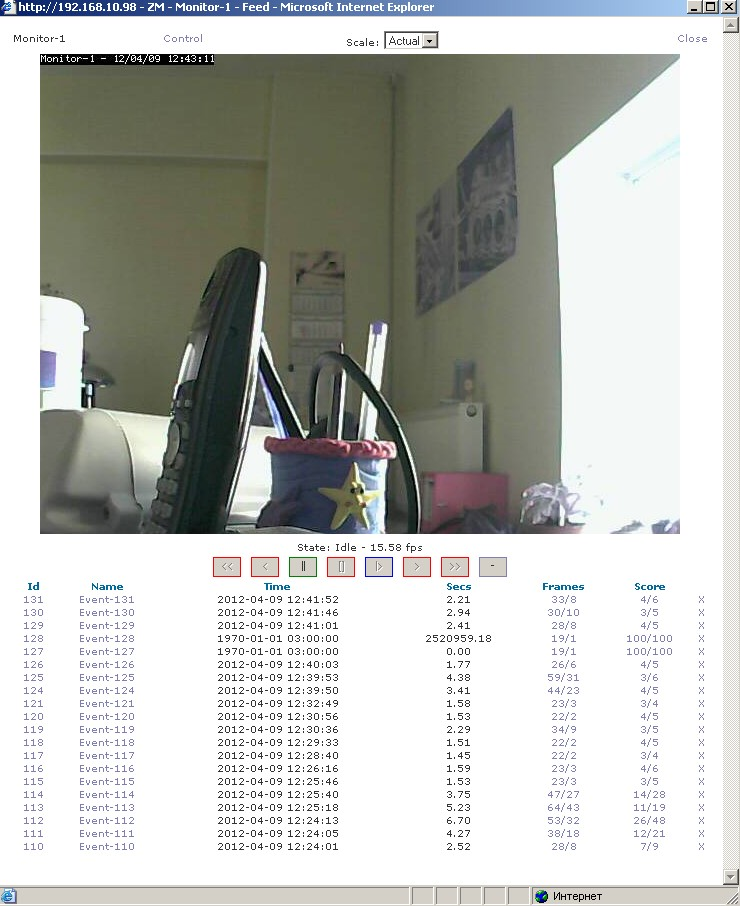 http://192.168.10.98 - ZM - Monitor-1 - Feed - Microsoft Internet Explorer
Monitor-1 Control Scale: Actual Close
Monitor-1 - 12/04/09 12:43:11
State: Idle - 15.58 fps
<< < || [] |> > >> -
Id Name Time Secs Frames Score
131 Event-131 2012-04-09 12:41:52 2.21 33/8 4/6 X
130 Event-130 2012-04-09 12:41:46 2.94 30/10 3/5 X
129 Event-129 2012-04-09 12:41:01 2.41 28/8 4/5 X
128 Event-128 1970-01-01 03:00:00 2520959.18 19/1 100/100 X
127 Event-127 1970-01-01 03:00:00 0.00 19/1 100/100 X
126 Event-126 2012-04-09 12:40:03 1.77 26/6 4/5 X
125 Event-125 2012-04-09 12:39:53 4.38 59/31 3/6 X
124 Event-124 2012-04-09 12:39:50 3.41 44/23 4/5 X
121 Event-121 2012-04-09 12:32:49 1.58 23/3 3/4 X
120 Event-120 2012-04-09 12:30:56 1.53 22/2 4/5 X
119 Event-119 2012-04-09 12:30:36 2.29 34/9 3/5 X
118 Event-118 2012-04-09 12:29:33 1.51 22/2 4/5 X
117 Event-117 2012-04-09 12:28:40 1.45 22/2 3/4 X
116 Event-116 2012-04-09 12:26:16 1.59 23/3 4/6 X
115 Event-115 2012-04-09 12:25:46 1.53 23/3 3/5 X
114 Event-114 2012-04-09 12:25:40 3.75 47/27 14/28 X
113 Event-113 2012-04-09 12:25:18 5.23 64/43 11/19 X
112 Event-112 2012-04-09 12:24:13 6.70 53/32 26/48 X
111 Event-111 2012-04-09 12:24:05 4.27 38/18 12/21 X
110 Event-110 2012-04-09 12:24:01 2.52 28/8 7/9 X
Интернет